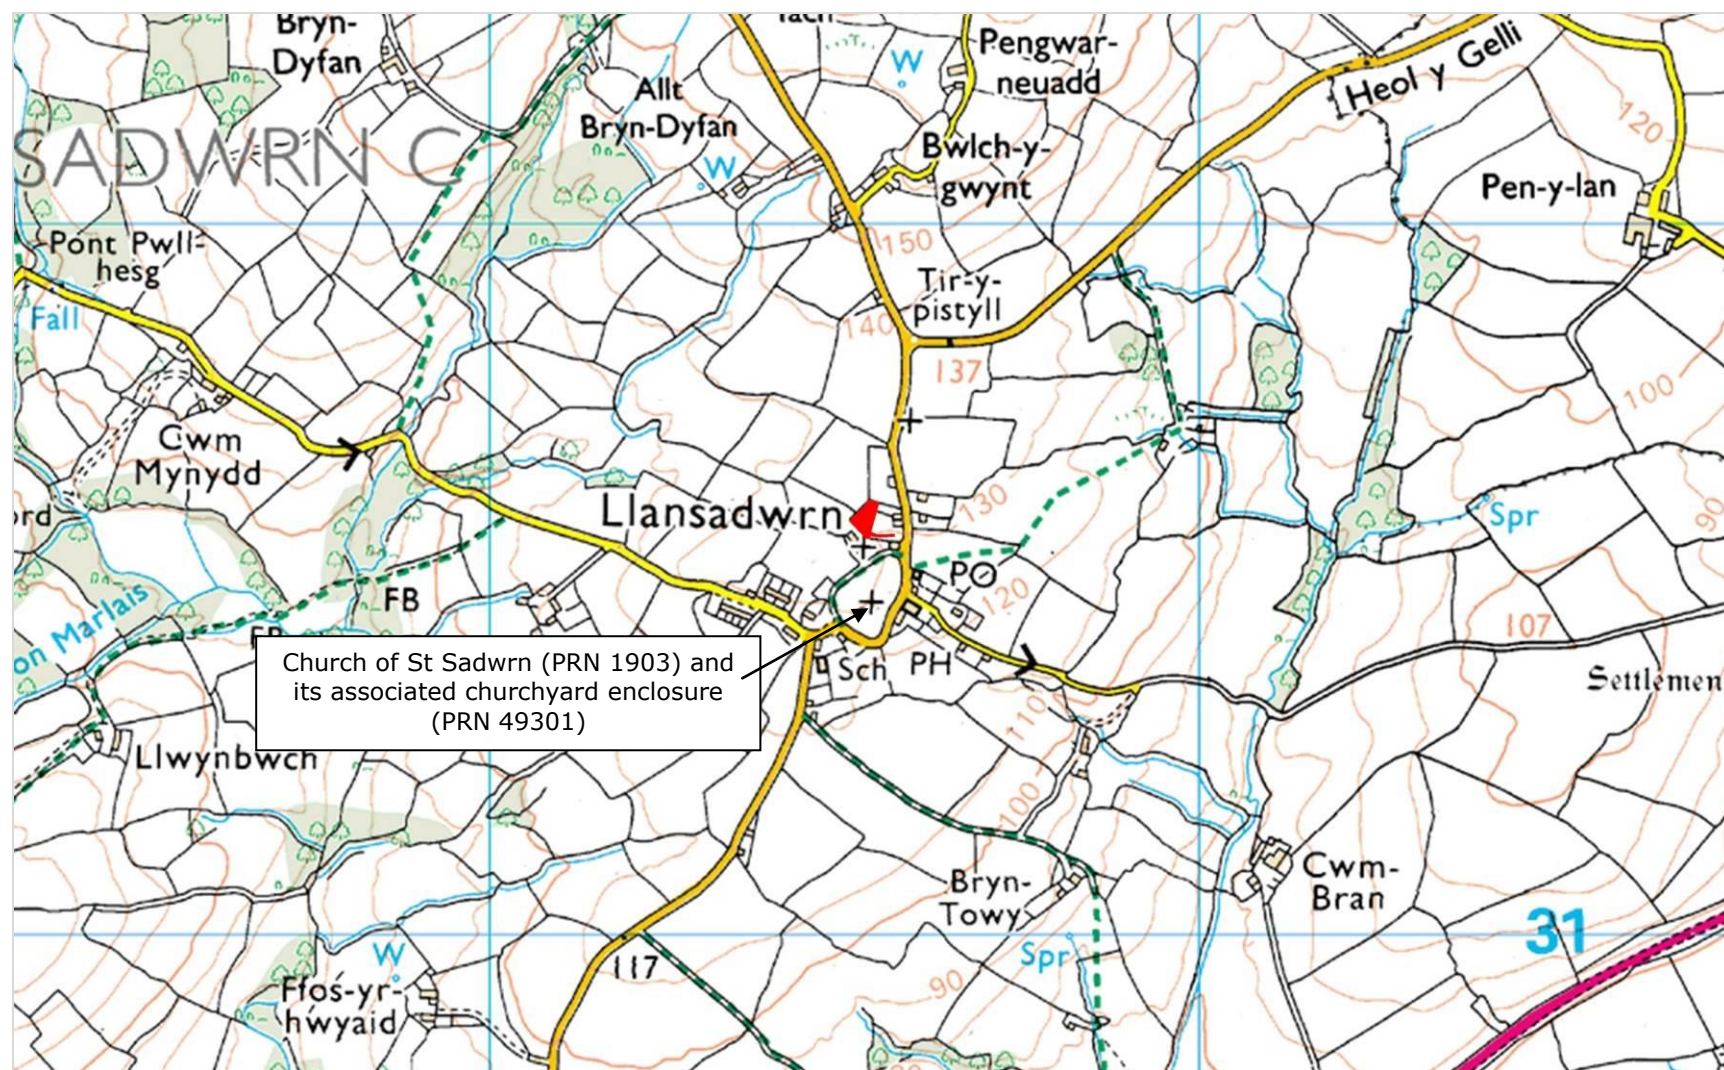 Bryn-
Dyfan
Pengwar-
neuadd
W
Heol y Gelli
Allt
Bryn-Dyfan
120
SADWRN C
W
Bwlch-y-
gwynt
Pen-y-lan
Pont Pwll-
hesg
150
Tir-y-
pistyll
Fall
140
137
100
Cwm
Mynydd
130
Llansadwrn
Spr
90
PO
120
FB
on Marlais
107
Church of St Sadwrn (PRN 1903) and
its associated churchyard enclosure
(PRN 49301)
Sch
PH
Settlemen
110
Llwynbwch
100
Bryn-
Towy
Cwm-
Bran
31
W
117
Spr
Ffos-yr-
hwyaid
90